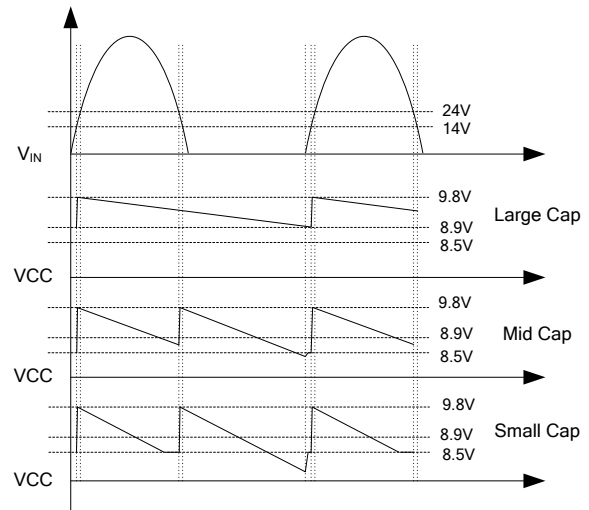 24V
14V
VIN
9.8V
Large Cap
8.9V
8.5V
VCC
9.8V
8.9V
Mid Cap
8.5V
VCC
9.8V
Small Cap
8.9V
8.5V
VCC